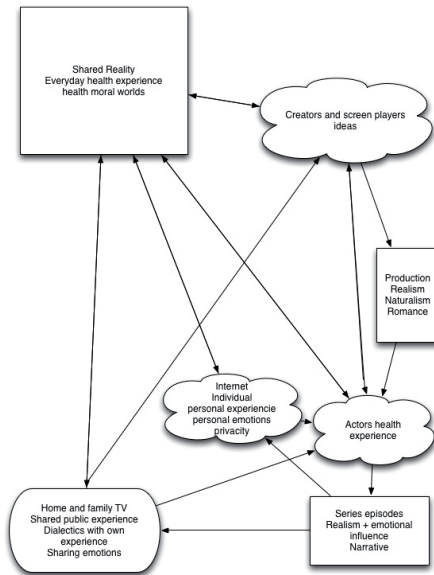 Shared Reality
Everyday health experience
health moral worlds
Creators and screen players
ideas
Production
Realism
Naturalism
Romance
Internet
Individual
personal experiencie
personal emotions
privacity
Actors health
experience
Home and family TV
Shared public experience
Dialectics with own
experience
Sharing emotions
Series episodes
Realism + emotional
influence
Narrative